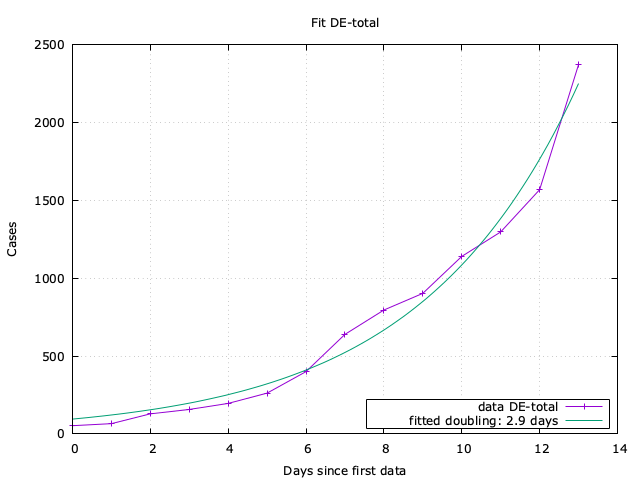 Fit DE-total
2500
2000
1500
1000
500
0
Cases
0 2 4 6 8 10 12 14
Days since first data
data DE-total
fitted doubling: 2.9 days